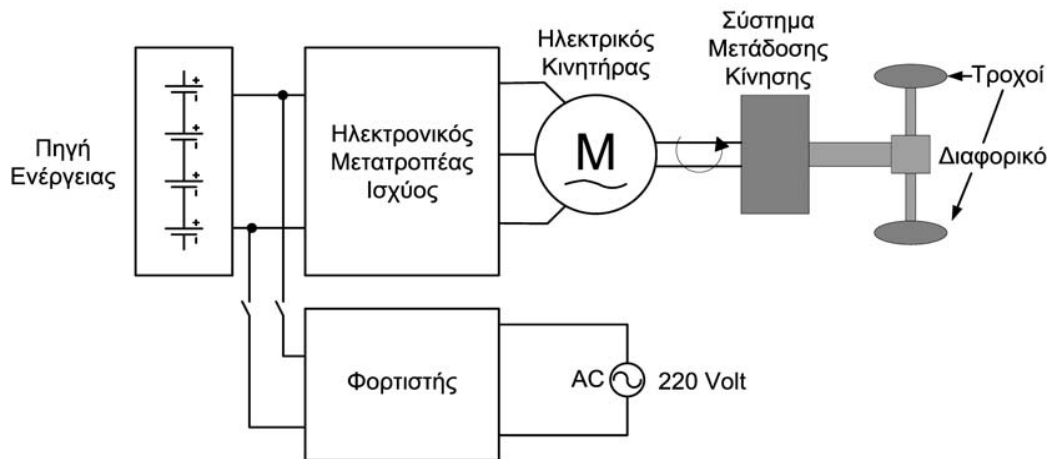 Πηγή
Ενέργειας
Ηλεκτρονικός
Μετατροπέας
Ισχύος
Ηλεκτρικός
Κινητήρας
M
Σύστημα
Μετάδοσης
Κίνησης
Τροχοί
Διαφορικό
Φορτιστής
AC
220 Volt